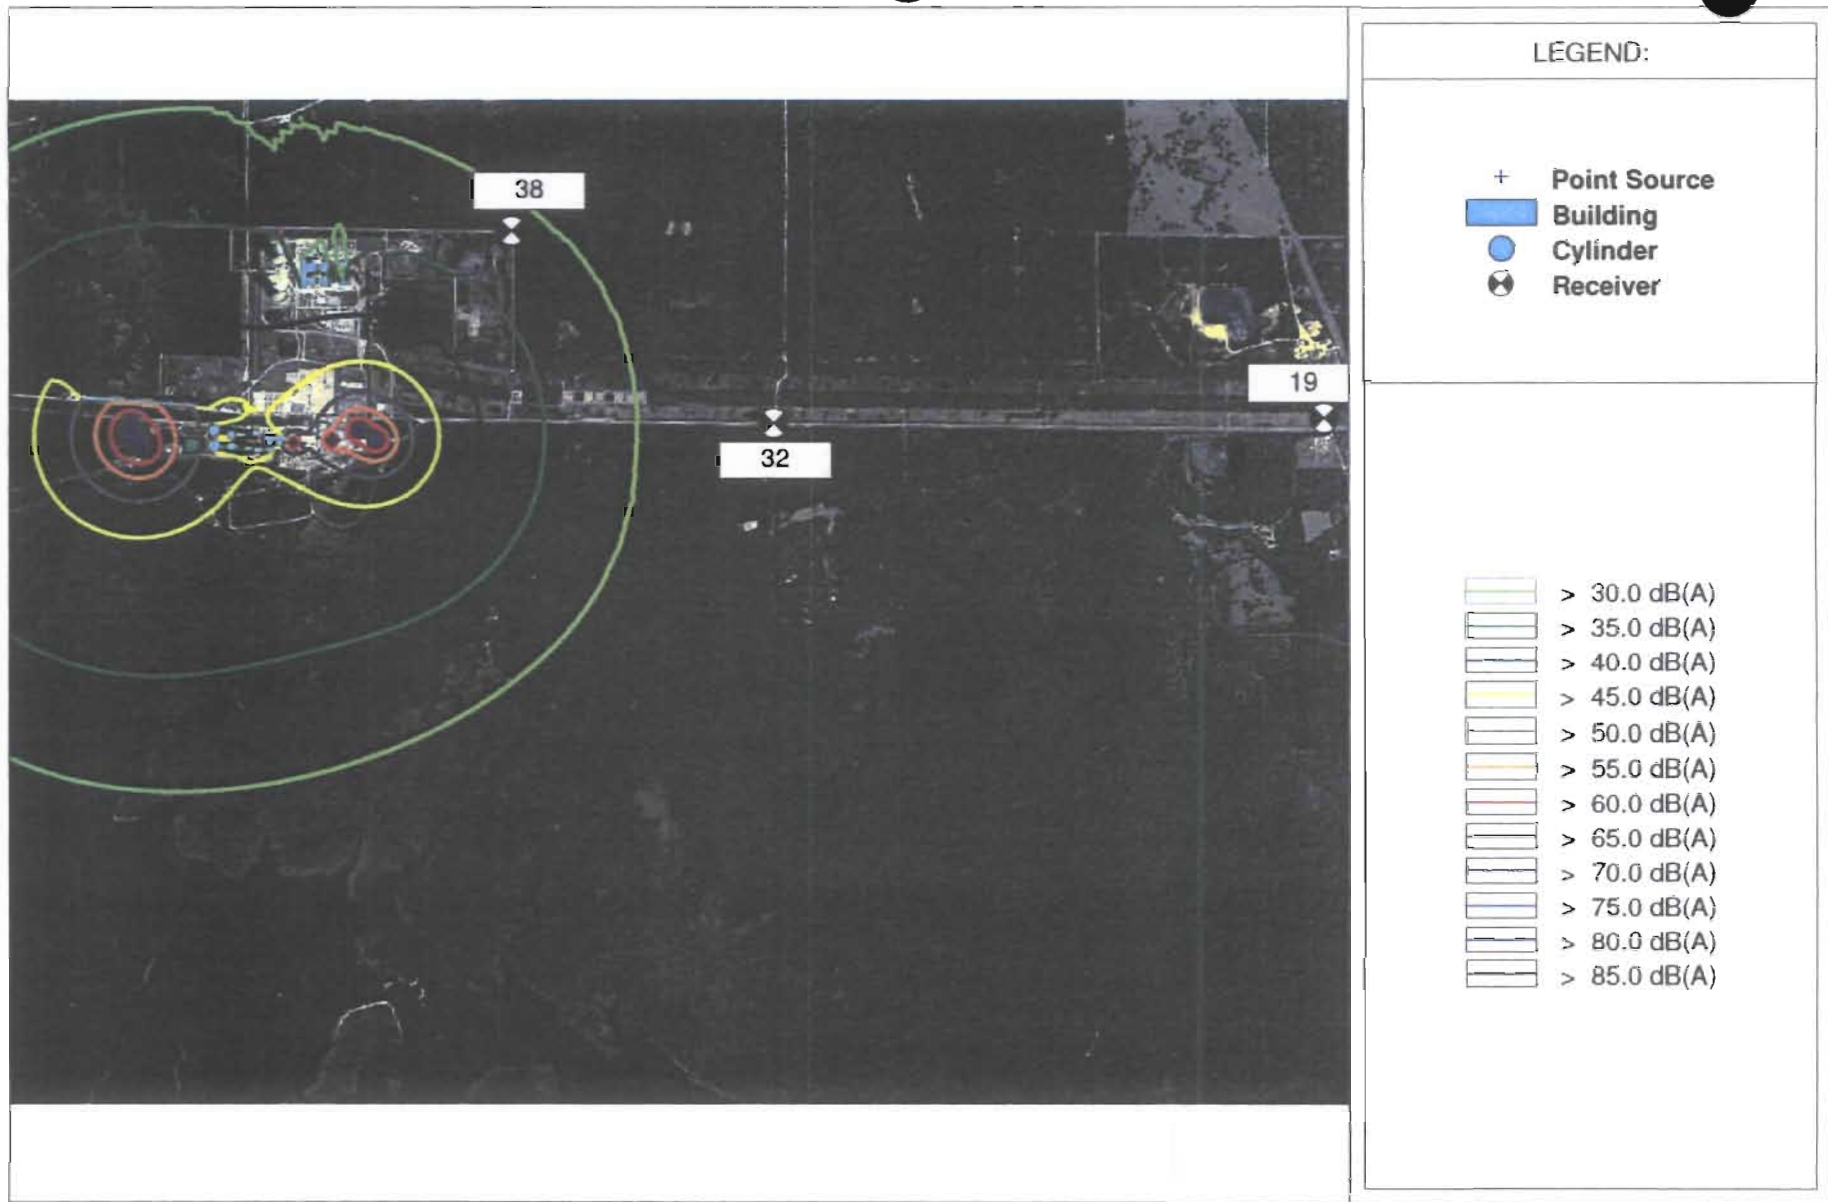 38
32
19
LEGEND:
Point Source
Building
Cylinder
Receiver
> 30.0 dB(A)
> 35.0 dB(A)
> 40.0 dB(A)
> 45.0 dB(A)
> 50.0 dB(A)
> 55.0 dB(A)
> 60.0 dB(A)
> 65.0 dB(A)
> 70.0 dB(A)
> 75.0 dB(A)
> 80.0 dB(A)
> 85.0 dB(A)